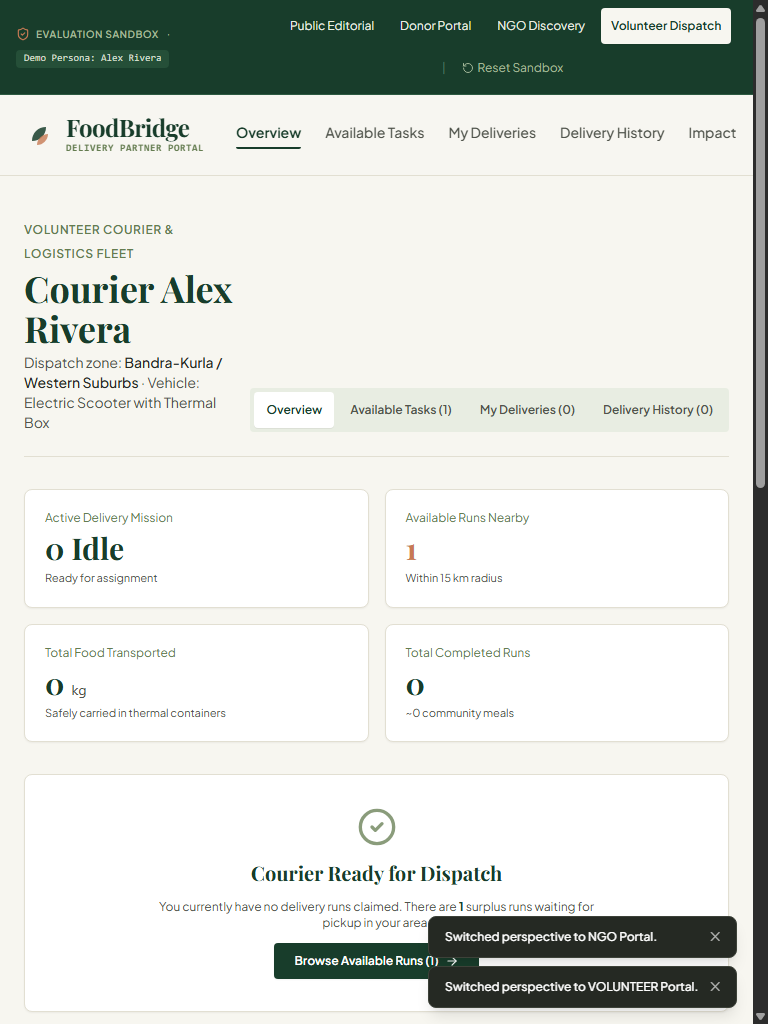 EVALUATION SANDBOX ·
Demo Persona: Alex Rivera
Public Editorial
Donor Portal
NGO Discovery
Volunteer Dispatch
| Reset Sandbox
FoodBridge
DELIVERY PARTNER PORTAL
Overview
Available Tasks
My Deliveries
Delivery History
Impact
VOLUNTEER COURIER &
LOGISTICS FLEET
Courier Alex
Rivera
Dispatch zone: Bandra-Kurla /
Western Suburbs · Vehicle:
Electric Scooter with Thermal
Box
Overview
Available Tasks (1)
My Deliveries (0)
Delivery History (0)
Active Delivery Mission
0 Idle
Ready for assignment
Available Runs Nearby
1
Within 15 km radius
Total Food Transported
0 kg
Safely carried in thermal containers
Total Completed Runs
0
~0 community meals
Courier Ready for Dispatch
You currently have no delivery runs claimed. There are 1 surplus runs waiting for
pickup in your area
Browse Available Runs (1) →
Switched perspective to NGO Portal.
Switched perspective to VOLUNTEER Portal.